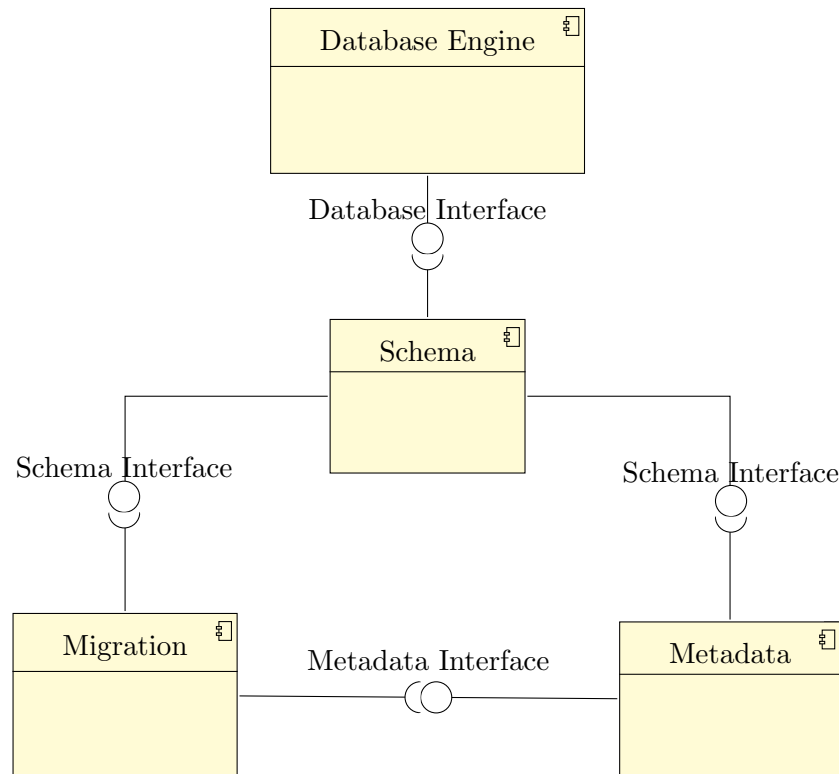 Database Engine
Database Interface
Schema
Schema Interface
Schema Interface
Migration
Metadata Interface
Metadata